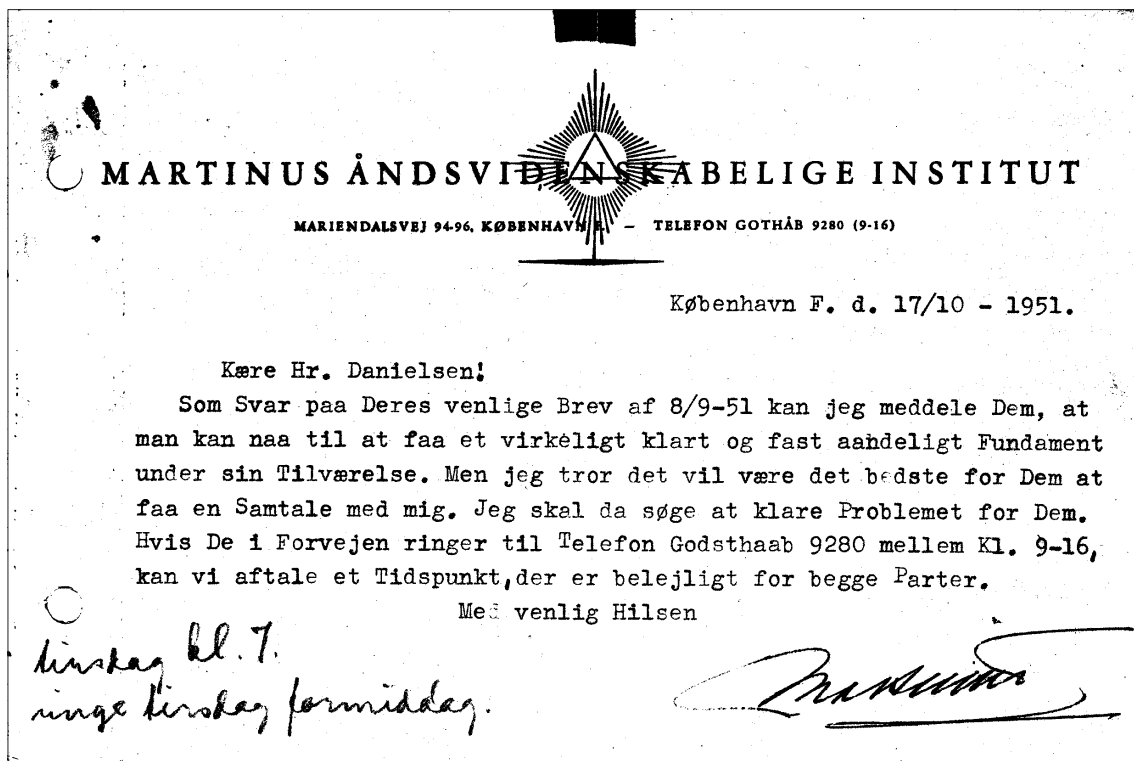 MARTINUS ÅNDSVIDENSKABELIGE INSTITUT
MARIENDALSVEJ 94-96, KØBENHAVN F. — TELEFON GOTHÅB 9280 (9-16)
København F. d. 17/10 - 1951.
Kære Hr. Danielsen!
Som Svar paa Deres venlige Brev af 8/9-51 kan jeg meddele Dem, at
man kan naa til at faa et virkeligt klart og fast aandeligt Fundament
under sin Tilværelse. Men jeg tror det vil være det bedste for Dem at
faa en Samtale med mig. Jeg skal da søge at klare Problemet for Dem.
Hvis De i Forvejen ringer til Telefon Godsthaab 9280 mellem Kl. 9-16,
kan vi aftale et Tidspunkt, der er belejligt for begge Parter.
Med venlig Hilsen
tirsdag kl. 7.
ringe tirsdag formiddag.
Martinus